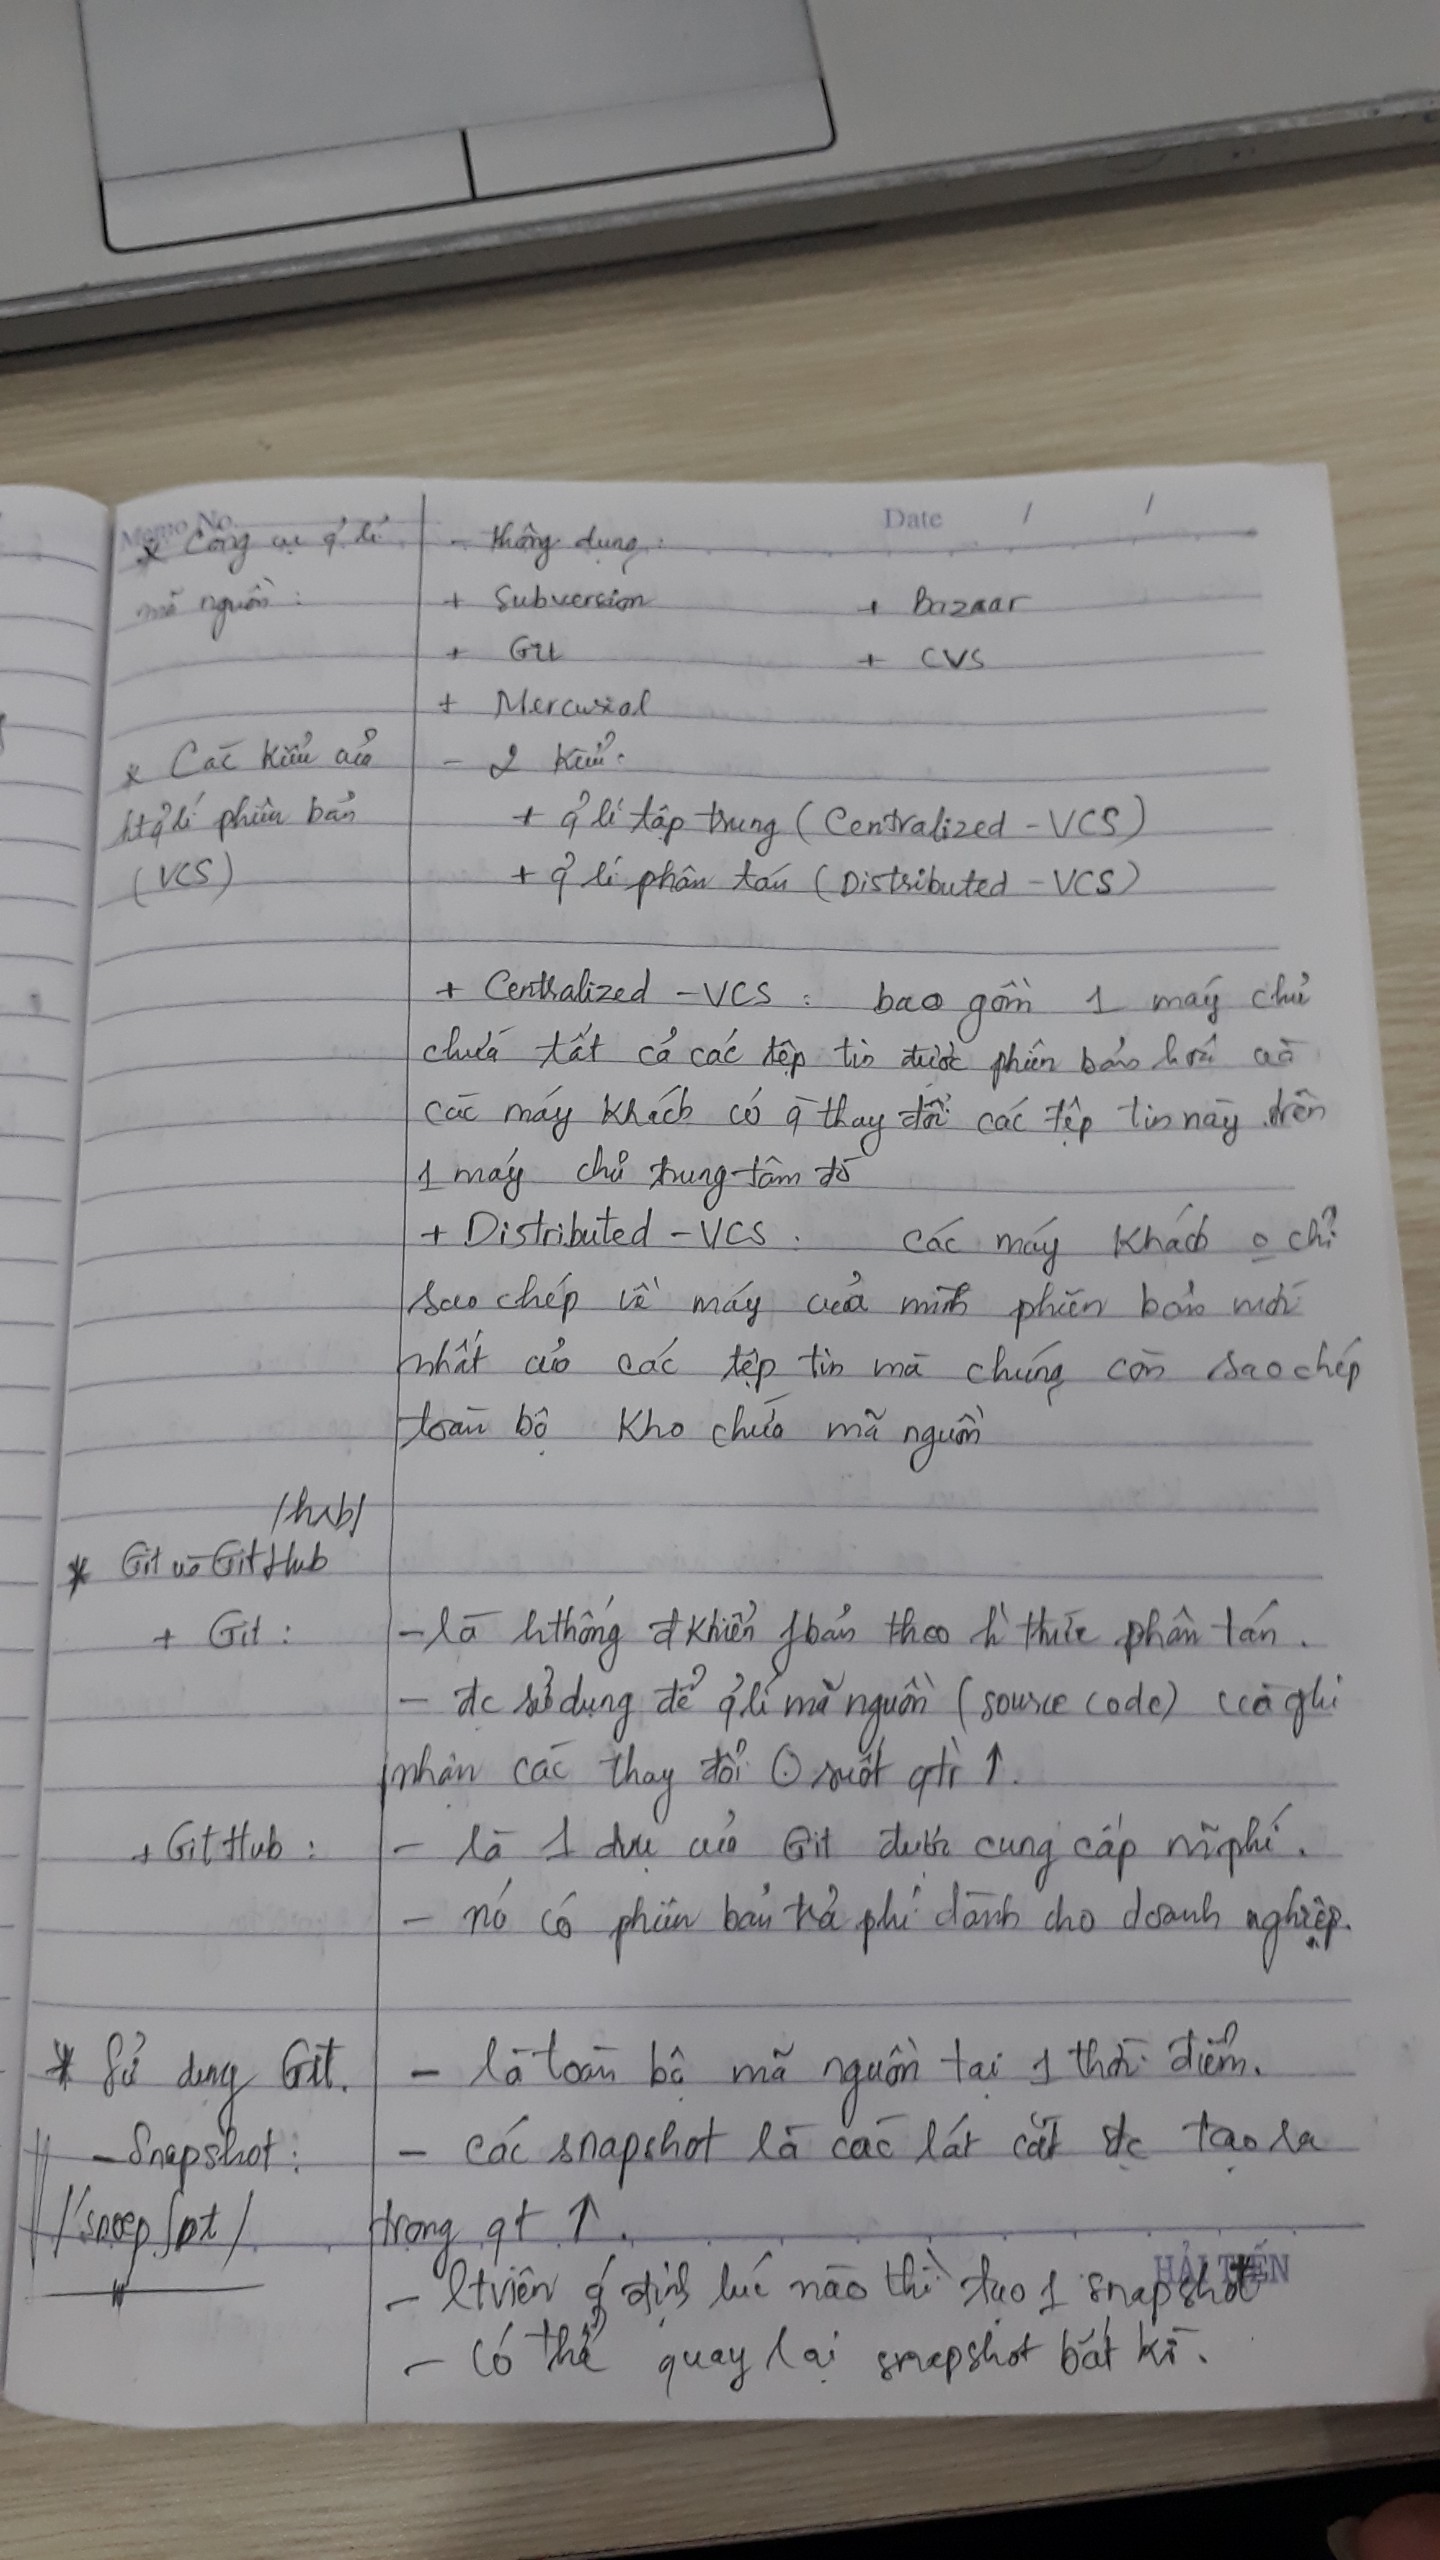 Memo No.
Date / /
* Công cụ q̉ lí
- thông dụng:
mã nguồn:
+ Subversion + Bazaar
+ Git + CVS
+ Mercurial
* Các kiểu của
- 2 kiểu:
htq̉lí phiên bản
+ q̉ lí tập trung (Centralized - VCS)
(VCS)
+ q̉ lí phân tán (Distributed - VCS)
+ Centralized - VCS : bao gồm 1 máy chủ
chứa tất cả các tệp tin được phiên bản hoá và
các máy khách có q̀ thay đổi các tệp tin này trên
1 máy chủ trung tâm đó
+ Distributed - VCS : các máy khách o chỉ
sao chép về máy của mình phiên bản mới
nhất của các tệp tin mà chúng còn sao chép
toàn bộ kho chứa mã nguồn
/hʌb/
* Git và GitHub
+ Git :
- là hthống đkhiển fbản theo h̀ thức phân tán.
- đc sử dụng để q̉lí mã nguồn (source code) và ghi
nhận các thay đổi ⊙ suốt qtr̀ ↑.
+ GitHub :
- là 1 dvụ của Git được cung cấp mĩphí.
- nó có phiên bản trả phí dành cho doanh nghiệp.
* Sử dụng Git.
- là toàn bộ mã nguồn tại 1 thời điểm.
- Snapshot :
- các snapshot là các lát cắt đc tạo ra
trong qt ↑.
- ltviên q́ định lúc nào thì tạo 1 snapshot
HẢI TIẾN
- Có thể quay lại snapshot bất kì.